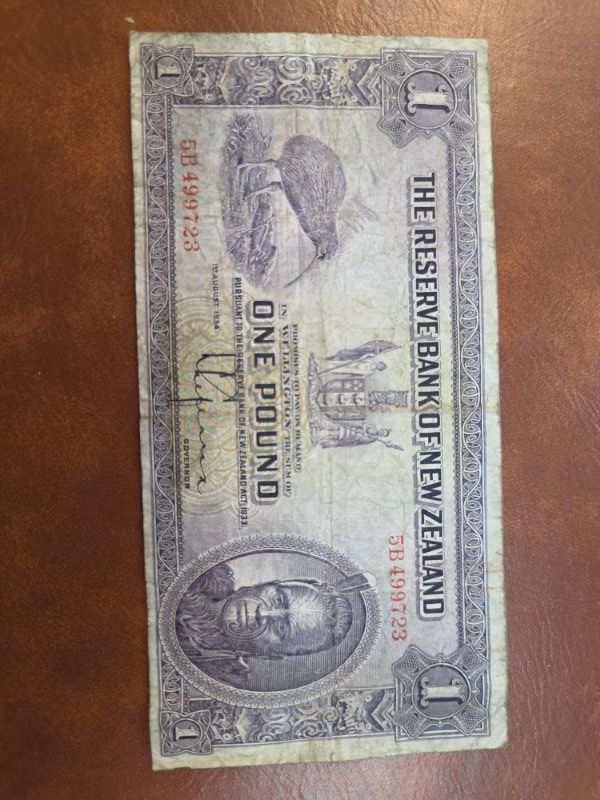 1
1
THE RESERVE BANK OF NEW ZEALAND
5B499723
PROMISES TO PAY ON DEMAND
IN WELLINGTON THE SUM OF
ONE POUND
PURSUANT TO THE RESERVE BANK OF NEW ZEALAND ACT, 1933.
5B499723
1ST AUGUST 1934.
GOVERNOR
1
1